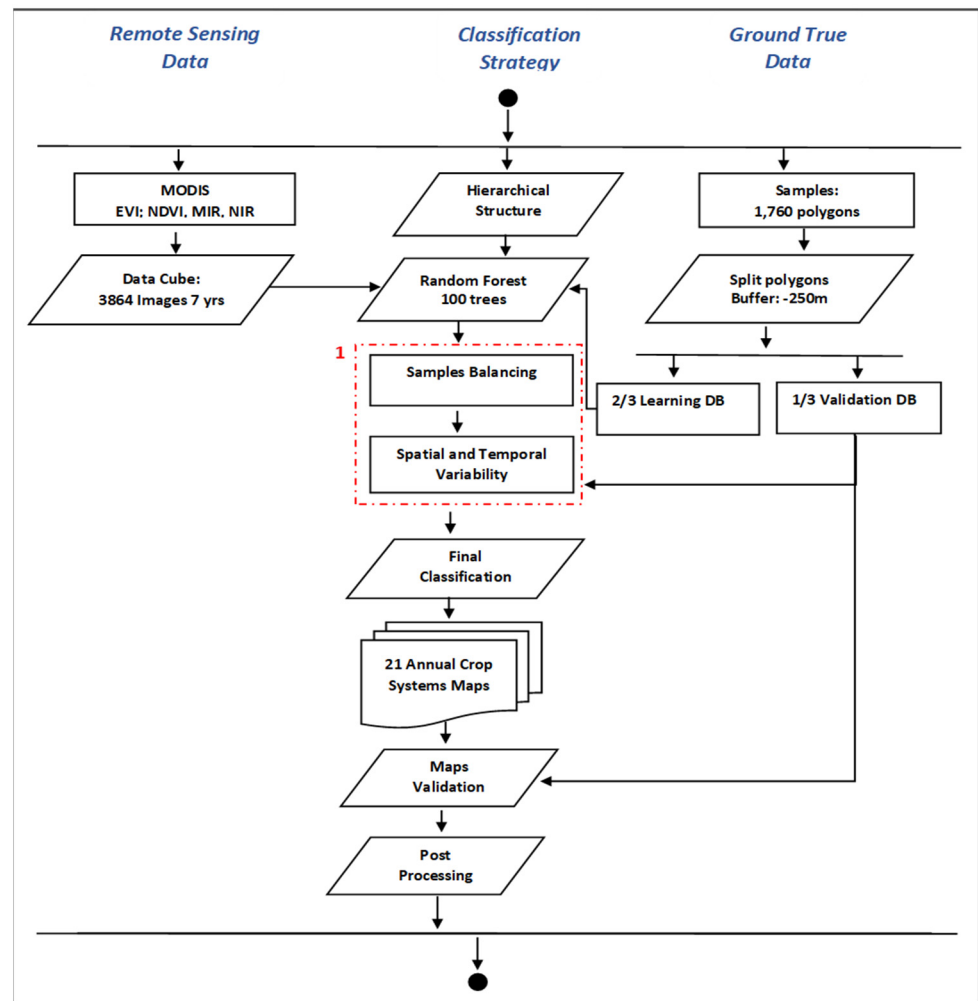 Remote Sensing
Data
Classification
Strategy
Ground True
Data
MODIS
EVI; NDVI, MIR, NIR
Hierarchical
Structure
Samples:
1,760 polygons
Data Cube:
3864 Images 7 yrs
Random Forest
100 trees
Split polygons
Buffer: -250m
1
Samples Balancing
2/3 Learning DB
1/3 Validation DB
Spatial and Temporal
Variability
Final
Classification
21 Annual Crop
Systems Maps
Maps
Validation
Post
Processing